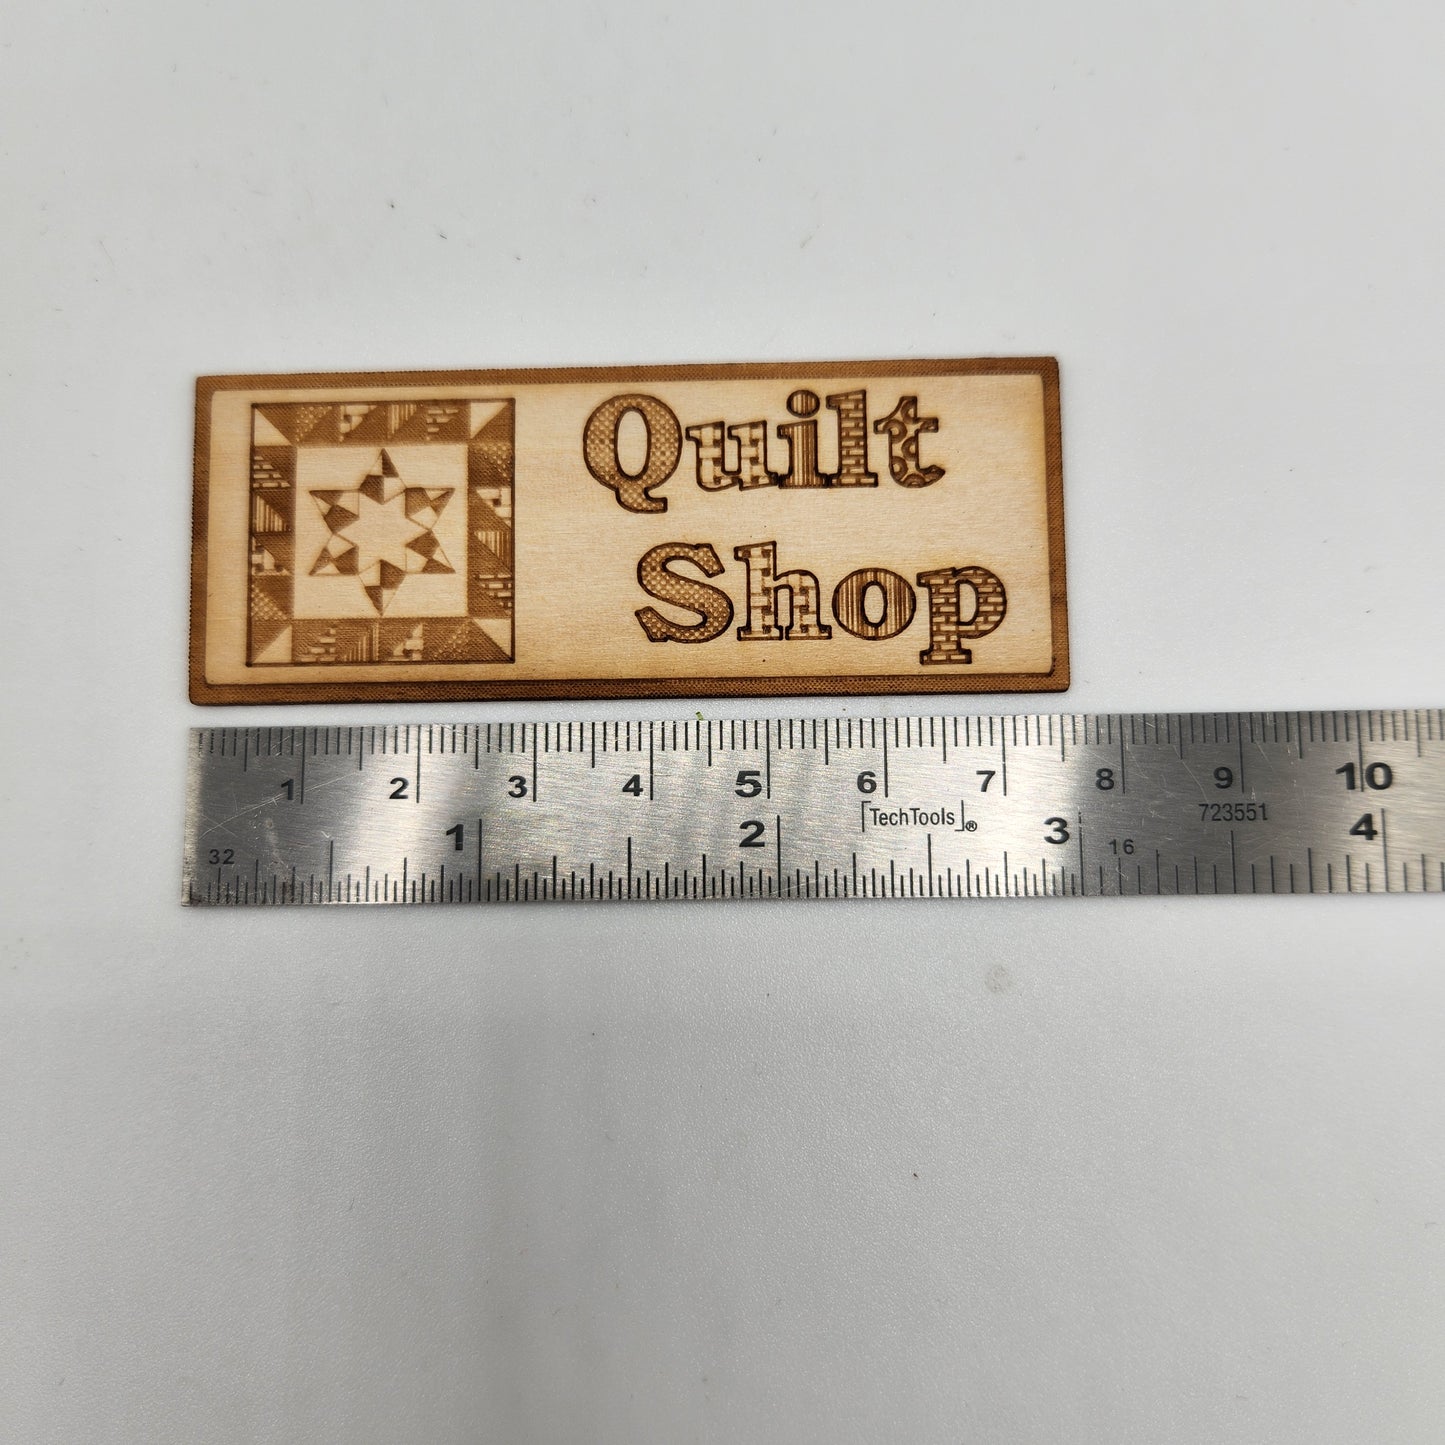 Quilt
Shop
1 2 3 4 5 6 7 8 9 10
TechTools® 723551
1 2 3 4
32 16